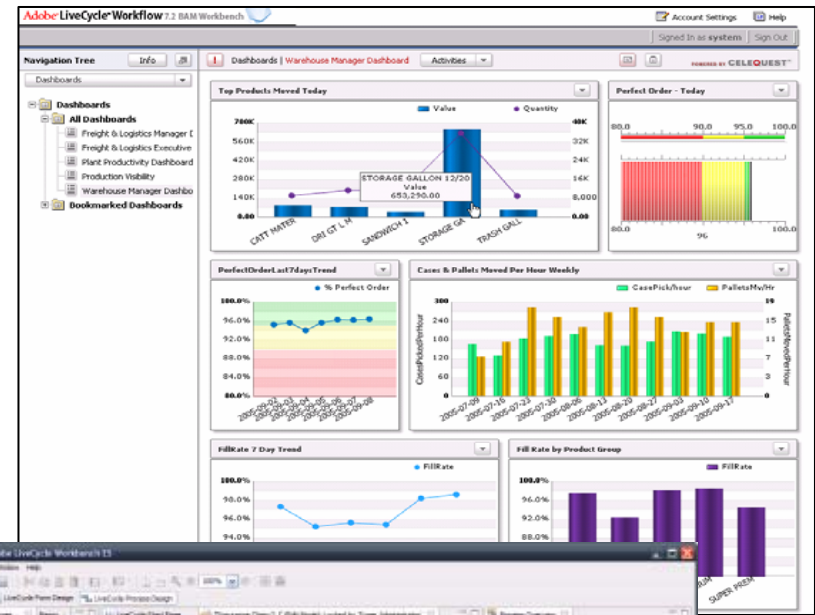 Adobe LiveCycle Workflow 7.2 BAM Workbench
Account Settings Help
Signed In as system Sign Out
Navigation Tree Info
Dashboards | Warehouse Manager Dashboard Activities
POWERED BY CELEQUEST
Dashboards
Dashboards
All Dashboards
Freight & Logistics Manager D
Freight & Logistics Executive
Plant Productivity Dashboard
Production Visibility
Warehouse Manager Dashbo
Bookmarked Dashboards
Top Products Moved Today
Value Quantity
700K 40K
560K 32K
420K 24K
280K 16K
140K 8,000
0.00 0.00
STORAGE GALLON 12/20
Value
653,290.00
CATT MATER DRI GT L M SANDWICH 1 STORAGE GA TRASH GALL
Perfect Order - Today
80.0 90.0 95.0 100.0
80.0 96 100.0
PerfectOrderLast7daysTrend
% Perfect Order
100.0%
96.0%
92.0%
88.0%
84.0%
80.0%
2005-09-02 2005-09-03 2005-09-04 2005-09-05 2005-09-06 2005-09-07 2005-09-08
Cases & Pallets Moved Per Hour Weekly
CasePick/hour PalletsMv/Hr
CasesPickedPerHour
PalletsMovedPerHour
300 19
240 15
180 11
120 7
60 3
0 0
2005-07-09 2005-07-16 2005-07-23 2005-07-30 2005-08-06 2005-08-13 2005-08-20 2005-08-27 2005-09-03 2005-09-10 2005-09-17
FillRate 7 Day Trend
FillRate
100.0%
98.0%
96.0%
94.0%
Fill Rate by Product Group
FillRate
100.0%
96.0%
92.0%
88.0%
SUPER PREM
LiveCycle Workbench ES
Help
LiveCycle Form Design LiveCycle Process Design